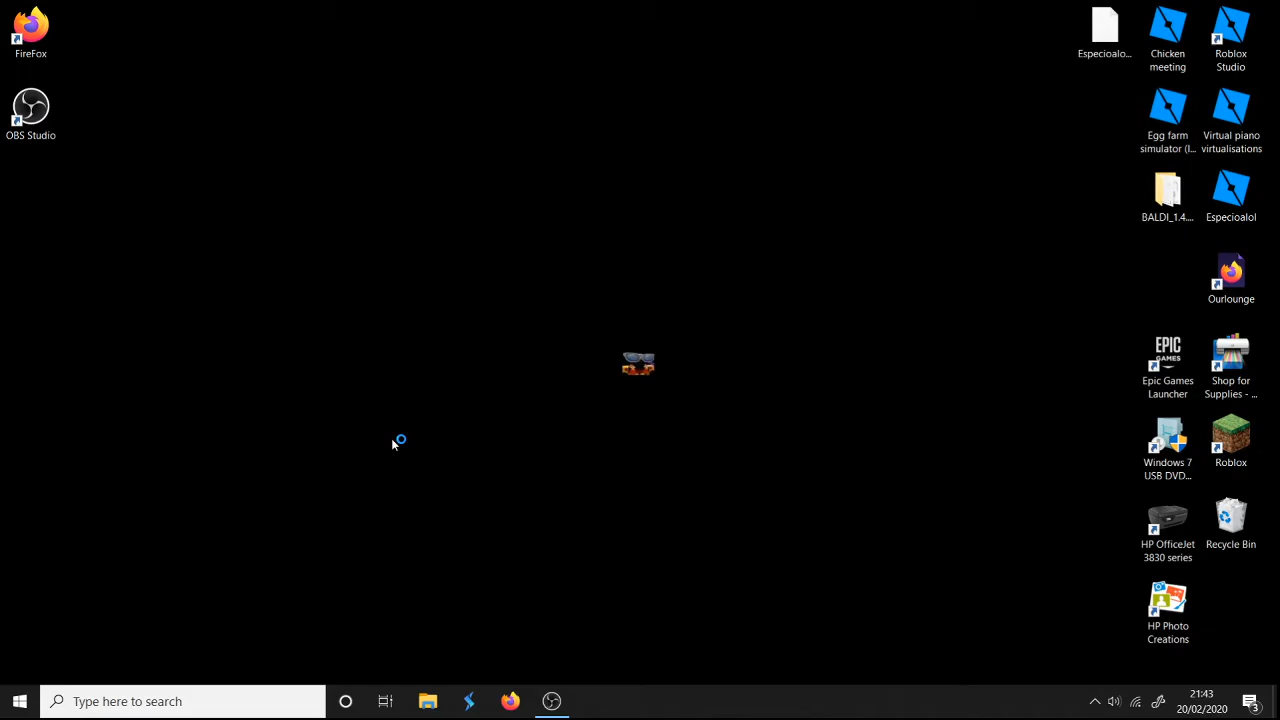 FireFox
OBS Studio
Especioalo...
Chicken
meeting
Roblox
Studio
Egg farm
simulator (I...
Virtual piano
virtualisations
BALDI_1.4....
Especioalol
Ourlounge
EPIC
GAMES
Epic Games
Launcher
Shop for
Supplies - ...
Windows 7
USB DVD...
Roblox
HP OfficeJet
3830 series
Recycle Bin
HP Photo
Creations
Type here to search
21:43
20/02/2020
3